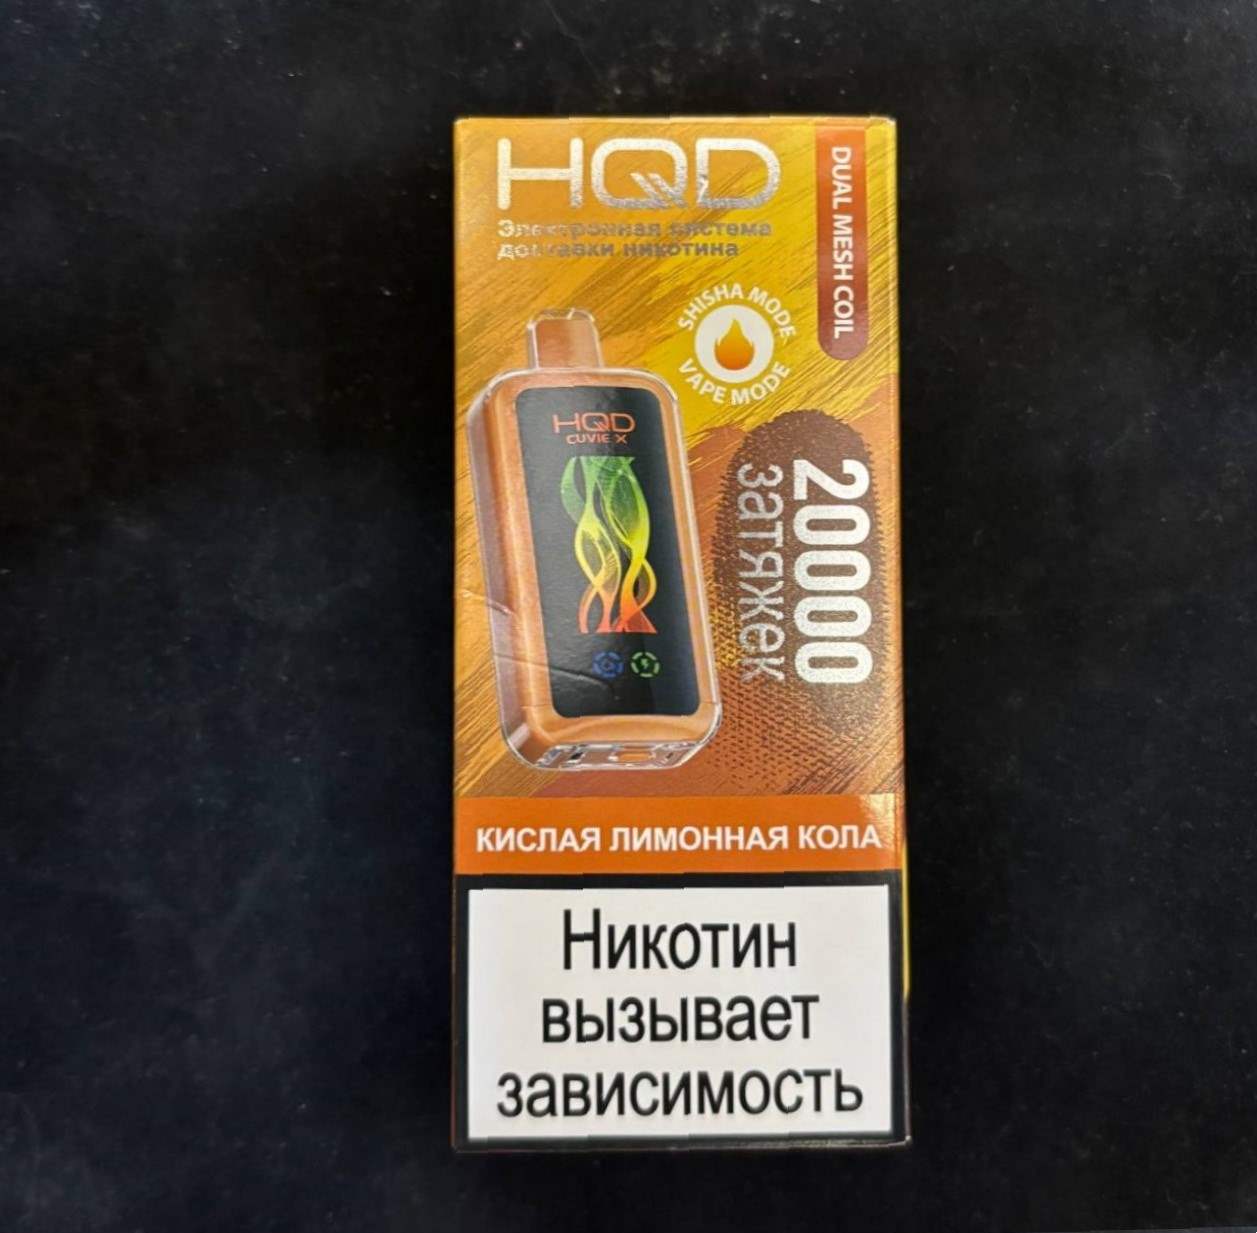 HQD
Электронная система
доставки никотина
DUAL MESH COIL
SHISHA MODE
VAPE MODE
HQD
CUVIE X
20000
затяжек
КИСЛАЯ ЛИМОННАЯ КОЛА
Никотин
вызывает
зависимость